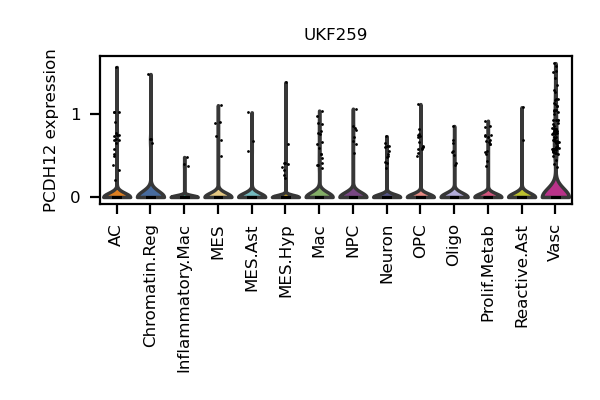 UKF259
PCDH12 expression
1
0
AC
Chromatin.Reg
Inflammatory.Mac
MES
MES.Ast
MES.Hyp
Mac
NPC
Neuron
OPC
Oligo
Prolif.Metab
Reactive.Ast
Vasc